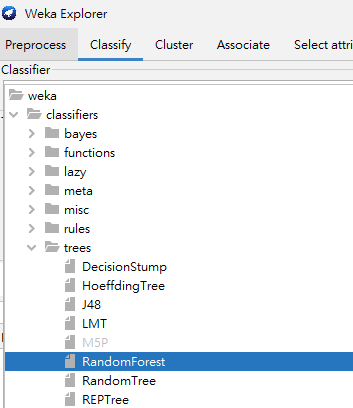 Weka Explorer
Preprocess Classify Cluster Associate Select attri
Classifier
weka
classifiers
bayes
functions
lazy
meta
misc
rules
trees
DecisionStump
HoeffdingTree
J48
LMT
M5P
RandomForest
RandomTree
REPTree